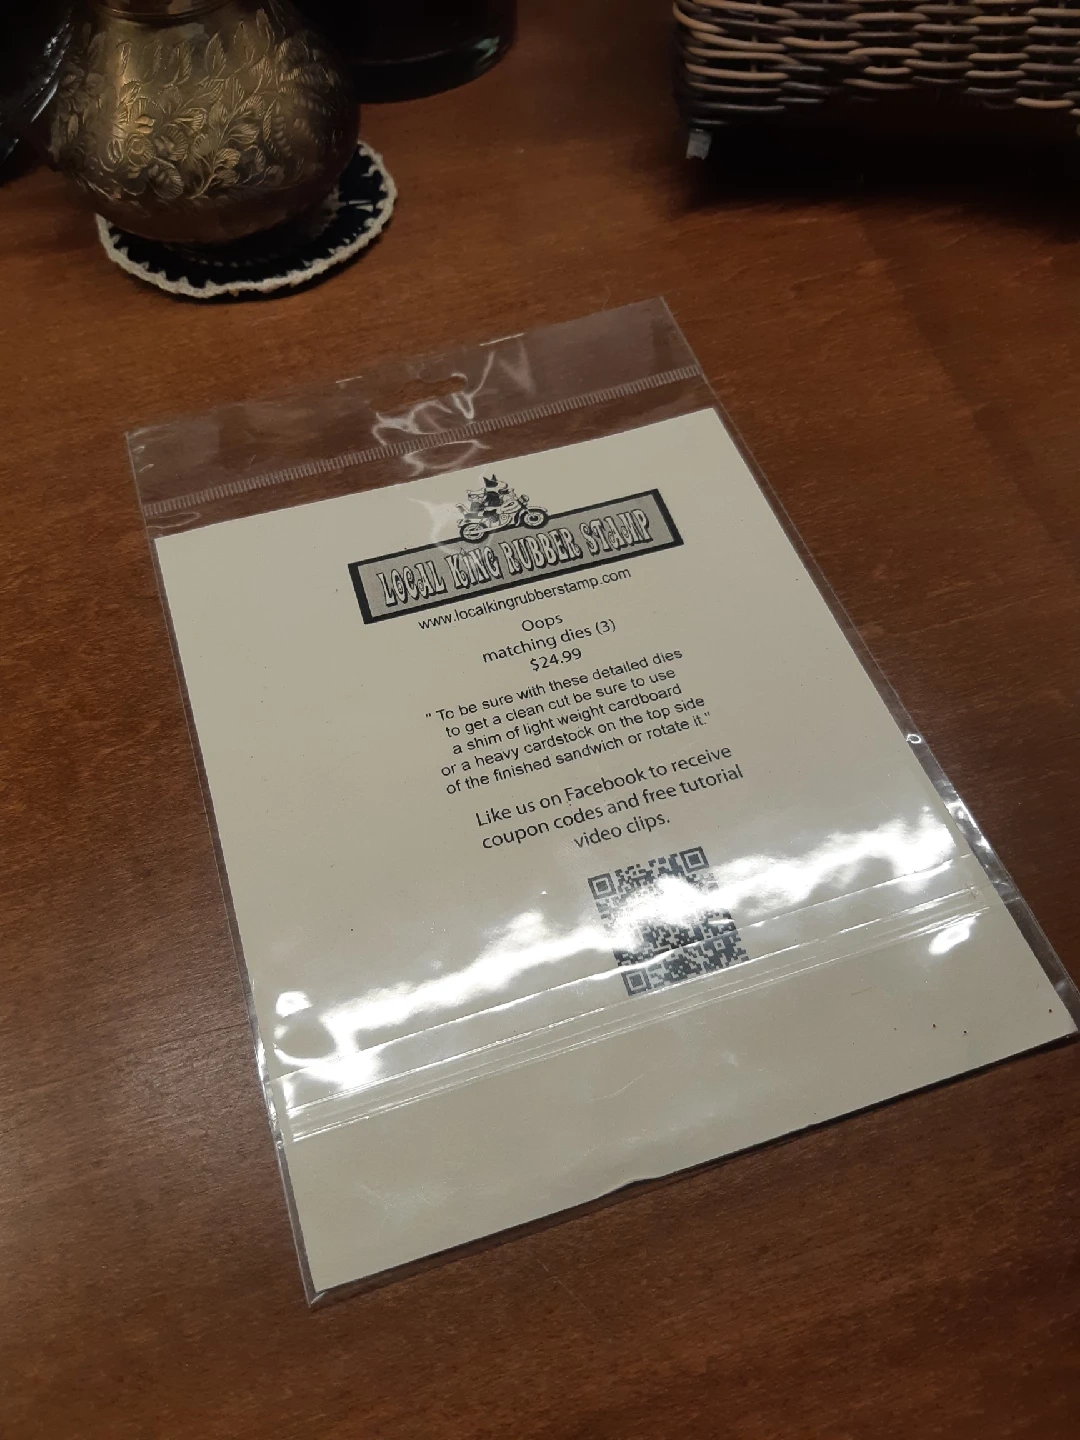 LOCAL KING RUBBER STAMP
www.localkingrubberstamp.com
Oops
matching dies (3)
$24.99
" To be sure with these detailed dies
to get a clean cut be sure to use
a shim of light weight cardboard
or a heavy cardstock on the top side
of the finished sandwich or rotate it."
Like us on Facebook to receive
coupon codes and free tutorial
video clips.